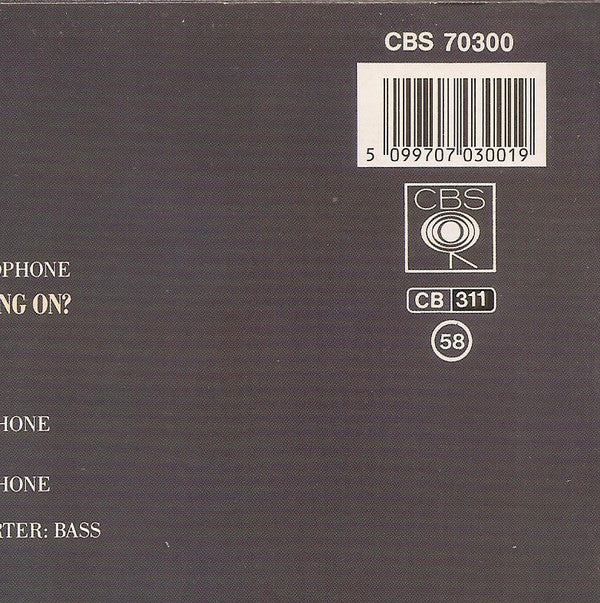 CBS 70300
5 099707 030019
CBS
CB 311
58
OPHONE
NG ON?
HONE
HONE
RTER: BASS